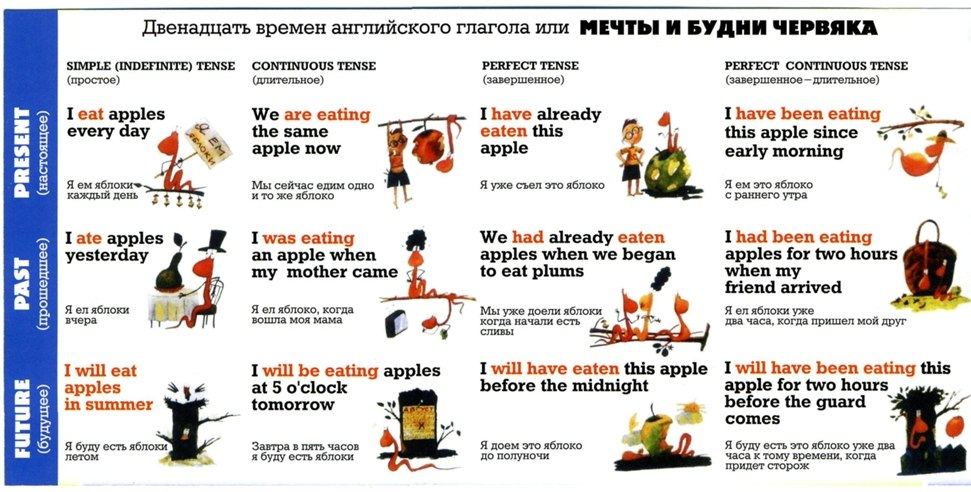 Двенадцать времен английского глагола или МЕЧТЫ И БУДНИ ЧЕРВЯКА
SIMPLE (INDEFINITE) TENSE
(простое)
CONTINUOUS TENSE
(длительное)
PERFECT TENSE
(завершенное)
PERFECT CONTINUOUS TENSE
(завершенное–длительное)
PRESENT
(настоящее)
I eat apples
every day
Я ЕМ
ЯБЛОКИ
Я ем яблоки
каждый день
We are eating
the same
apple now
Мы сейчас едим одно
и то же яблоко
I have already
eaten this
apple
Я уже съел это яблоко
I have been eating
this apple since
early morning
Я ем это яблоко
с раннего утра
PAST
(прошедшее)
I ate apples
yesterday
Я ел яблоки
вчера
I was eating
an apple when
my mother came
Я ел яблоко, когда
вошла моя мама
We had already eaten
apples when we began
to eat plums
Мы уже доели яблоки
когда начали есть
сливы
I had been eating
apples for two hours
when my
friend arrived
Я ел яблоки уже
два часа, когда пришел мой друг
FUTURE
(будущее)
I will eat
apples
in summer
Я буду есть яблоки
летом
I will be eating apples
at 5 o'clock
tomorrow
АВГУСТ
Завтра в пять часов
я буду есть яблоки
I will have eaten this apple
before the midnight
Я доем это яблоко
до полуночи
I will have been eating this
apple for two hours
before the guard
comes
Я буду есть это яблоко уже два
часа к тому времени, когда
придет сторож